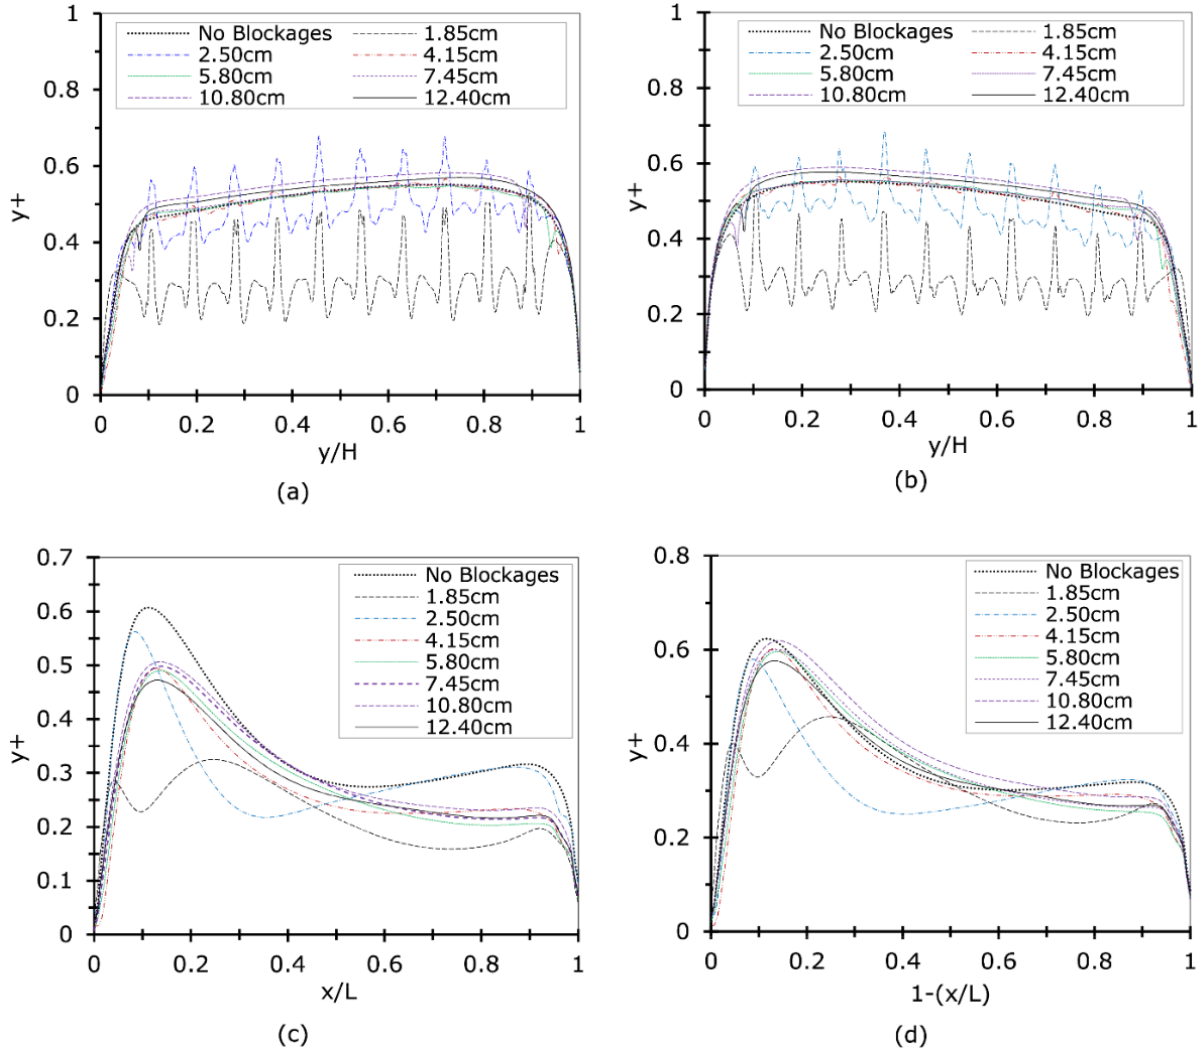 y+
1
0.8
0.6
0.4
0.2
0
0 0.2 0.4 0.6 0.8 1
y/H
No Blockages 1.85cm
2.50cm 4.15cm
5.80cm 7.45cm
10.80cm 12.40cm
(a)
y+
1
0.8
0.6
0.4
0.2
0
0 0.2 0.4 0.6 0.8 1
y/H
No Blockages 1.85cm
2.50cm 4.15cm
5.80cm 7.45cm
10.80cm 12.40cm
(b)
y+
0.7
0.6
0.5
0.4
0.3
0.2
0.1
0
0 0.2 0.4 0.6 0.8 1
x/L
No Blockages
1.85cm
2.50cm
4.15cm
5.80cm
7.45cm
10.80cm
12.40cm
(c)
y+
0.8
0.6
0.4
0.2
0
0 0.2 0.4 0.6 0.8 1
1-(x/L)
No Blockages
1.85cm
2.50cm
4.15cm
5.80cm
7.45cm
10.80cm
12.40cm
(d)